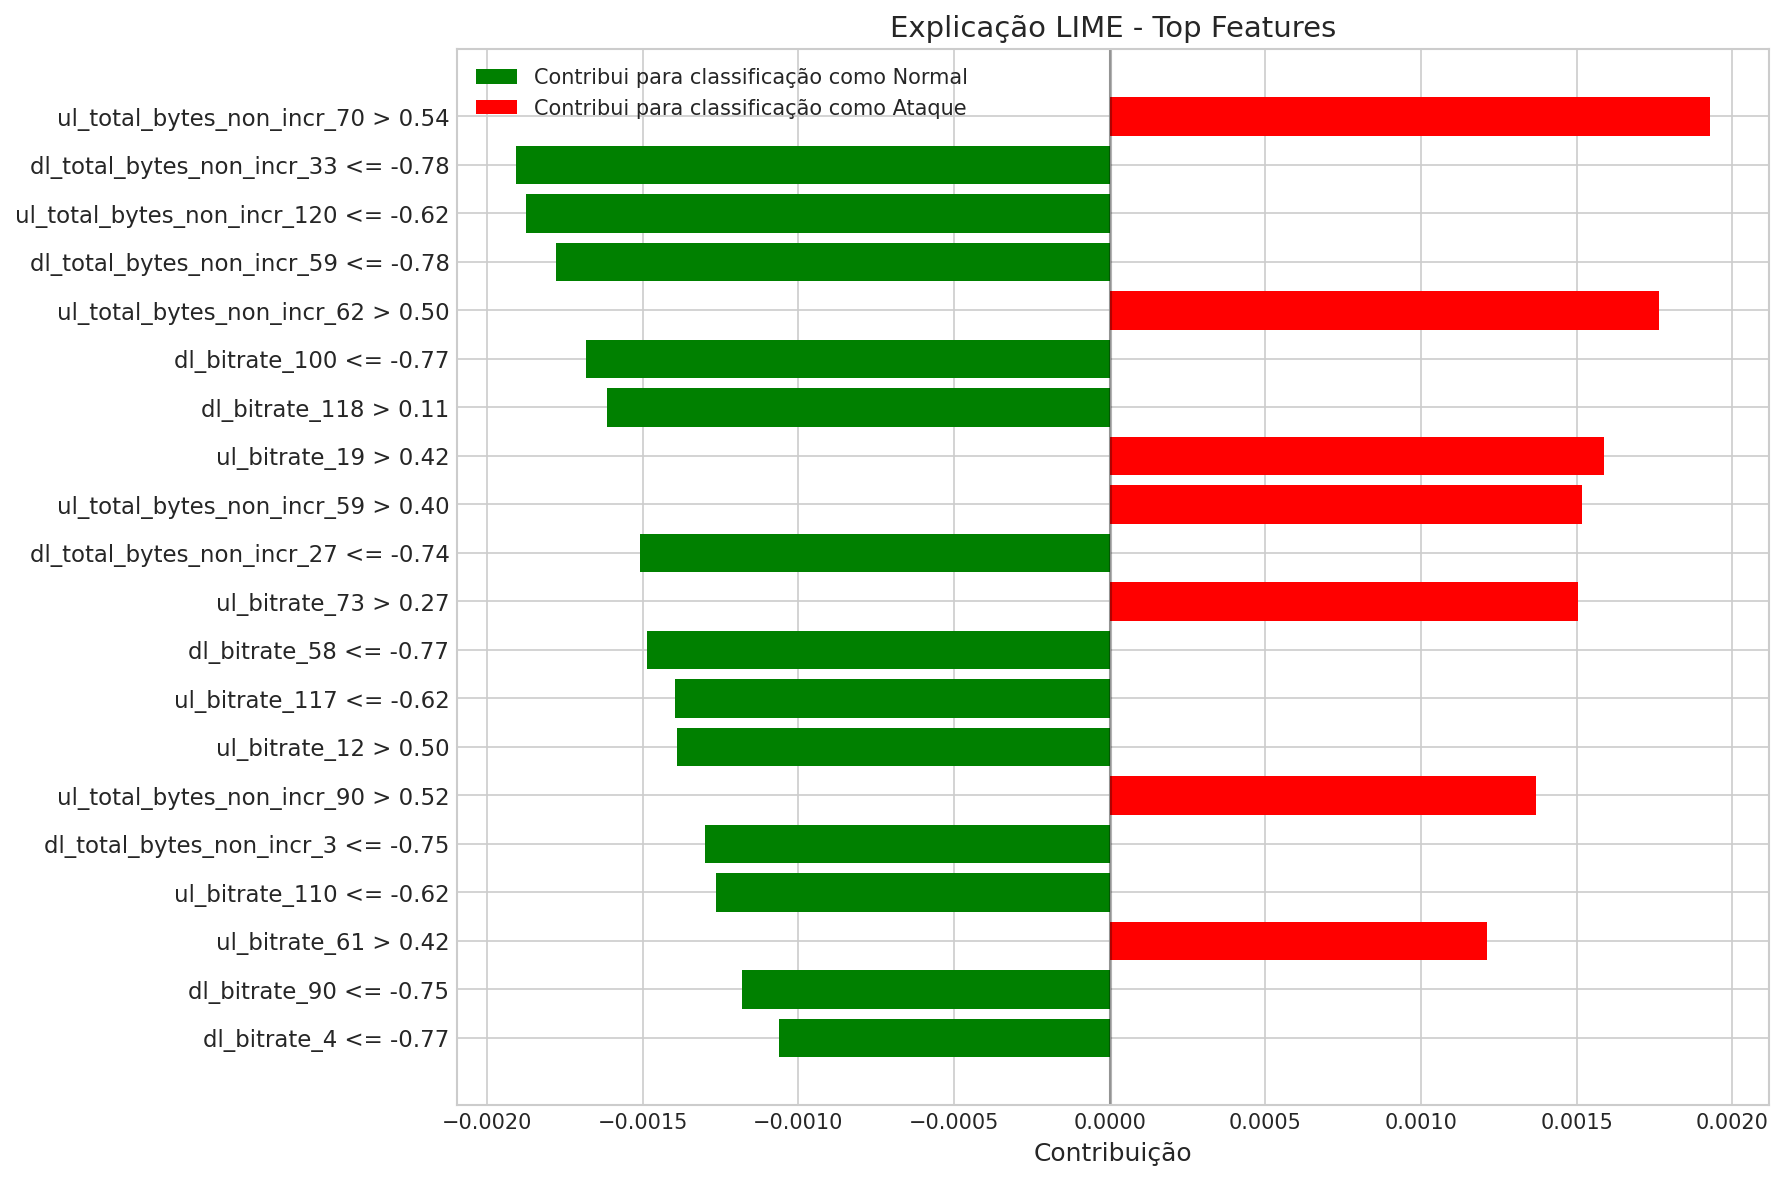 Explicação LIME - Top Features
Contribui para classificação como Normal
Contribui para classificação como Ataque
ul_total_bytes_non_incr_70 > 0.54
dl_total_bytes_non_incr_33 <= -0.78
ul_total_bytes_non_incr_120 <= -0.62
dl_total_bytes_non_incr_59 <= -0.78
ul_total_bytes_non_incr_62 > 0.50
dl_bitrate_100 <= -0.77
dl_bitrate_118 > 0.11
ul_bitrate_19 > 0.42
ul_total_bytes_non_incr_59 > 0.40
dl_total_bytes_non_incr_27 <= -0.74
ul_bitrate_73 > 0.27
dl_bitrate_58 <= -0.77
ul_bitrate_117 <= -0.62
ul_bitrate_12 > 0.50
ul_total_bytes_non_incr_90 > 0.52
dl_total_bytes_non_incr_3 <= -0.75
ul_bitrate_110 <= -0.62
ul_bitrate_61 > 0.42
dl_bitrate_90 <= -0.75
dl_bitrate_4 <= -0.77
−0.0020 −0.0015 −0.0010 −0.0005 0.0000 0.0005 0.0010 0.0015 0.0020
Contribuição